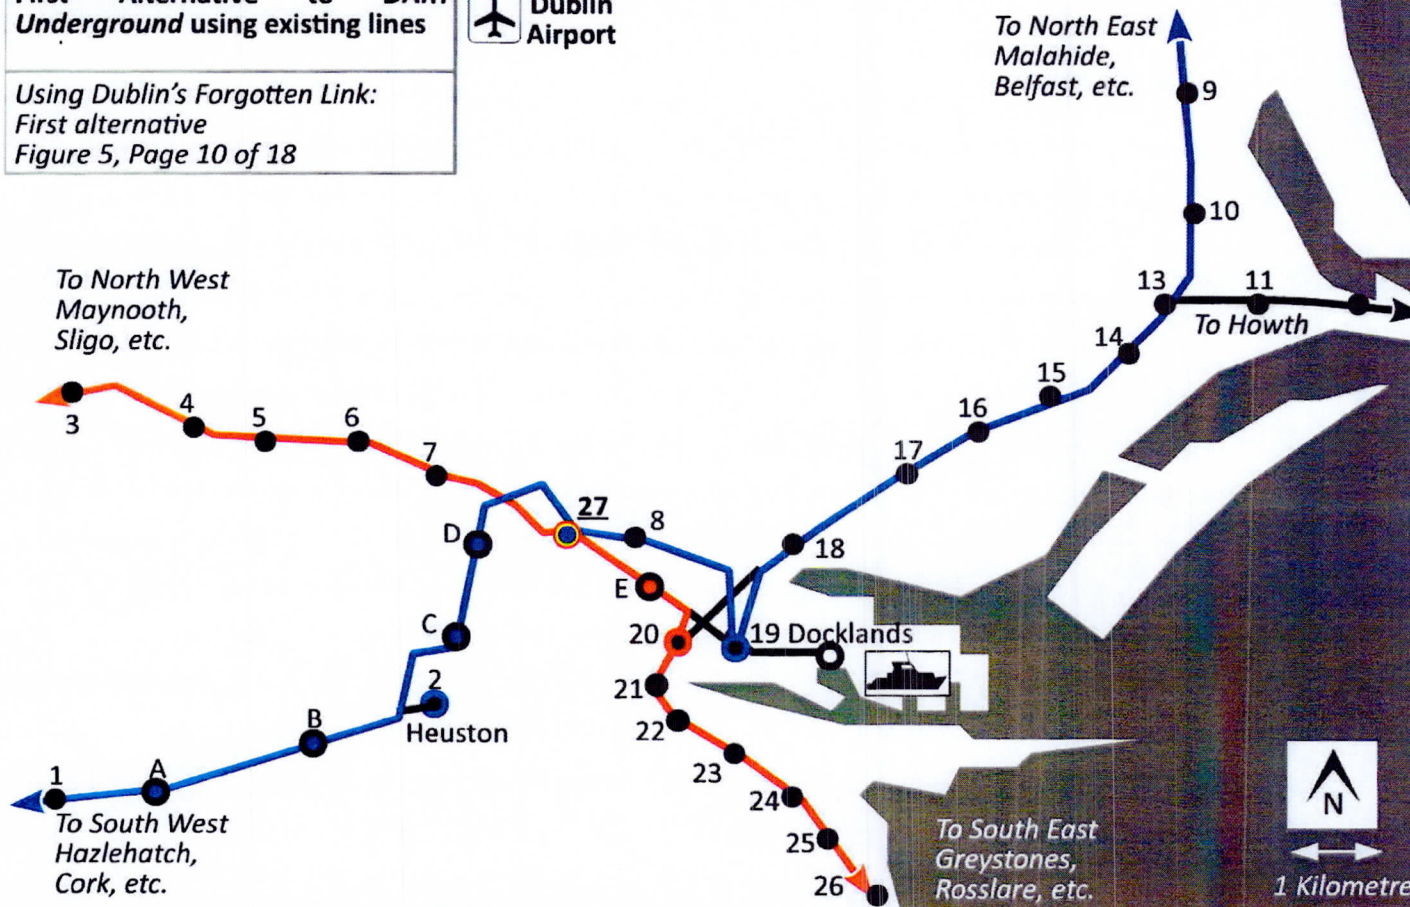 Underground using existing lines
Using Dublin's Forgotten Link:
First alternative
Figure 5, Page 10 of 18
Dublin
Airport
To North East
Malahide,
Belfast, etc.
9
10
13
11
To Howth
14
15
16
17
18
To North West
Maynooth,
Sligo, etc.
3
4
5
6
7
27
8
D
E
C
20
19 Docklands
21
2
Heuston
22
B
23
1
A
24
25
26
To South West
Hazlehatch,
Cork, etc.
To South East
Greystones,
Rosslare, etc.
N
1 Kilometre